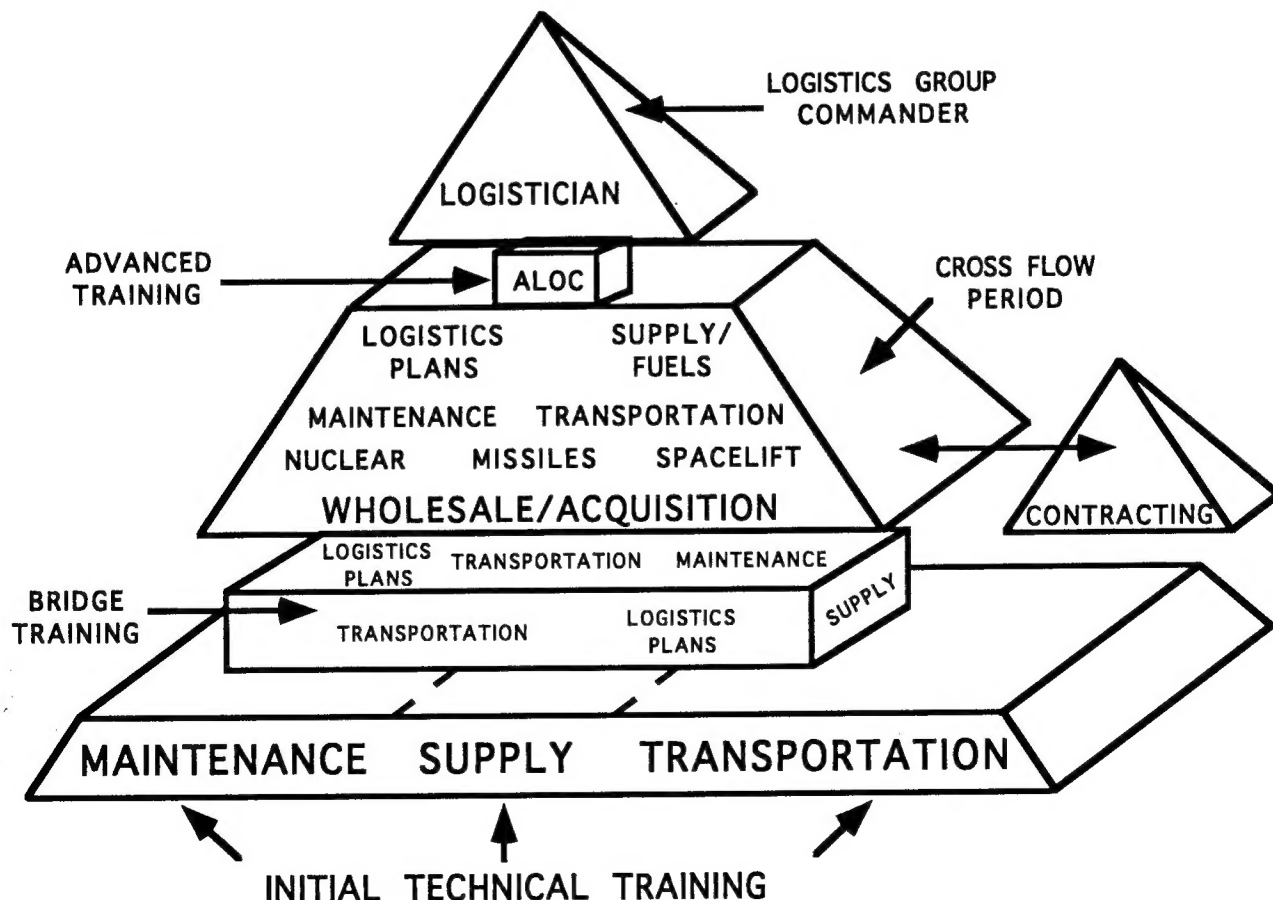 LOGISTICS GROUP
COMMANDER
LOGISTICIAN
ADVANCED
TRAINING
ALOC
CROSS FLOW
PERIOD
LOGISTICS
PLANS
SUPPLY/
FUELS
MAINTENANCE TRANSPORTATION
NUCLEAR MISSILES SPACELIFT
WHOLESALE/ACQUISITION
CONTRACTING
LOGISTICS
PLANS
TRANSPORTATION
MAINTENANCE
BRIDGE
TRAINING
TRANSPORTATION
LOGISTICS
PLANS
SUPPLY
MAINTENANCE SUPPLY TRANSPORTATION
INITIAL TECHNICAL TRAINING